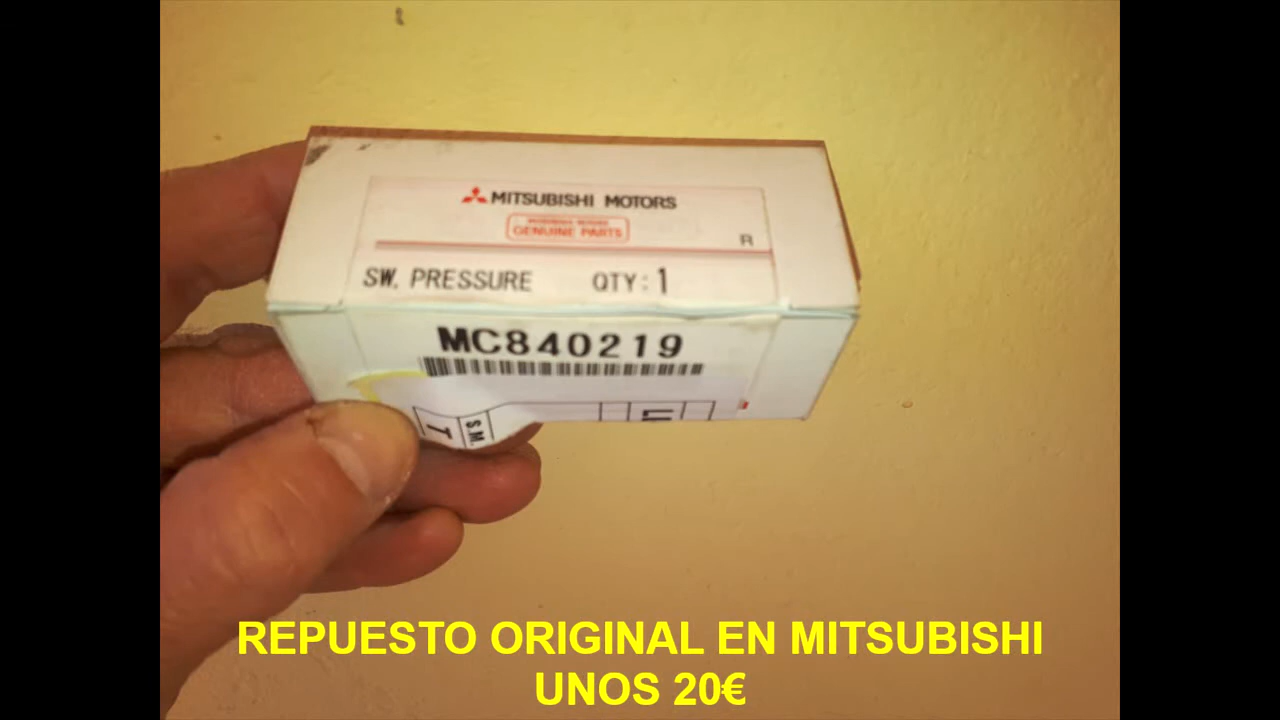 MITSUBISHI MOTORS
GENUINE PARTS
R
SW, PRESSURE QTY: 1
MC840219
S.M.
REPUESTO ORIGINAL EN MITSUBISHI
UNOS 20€